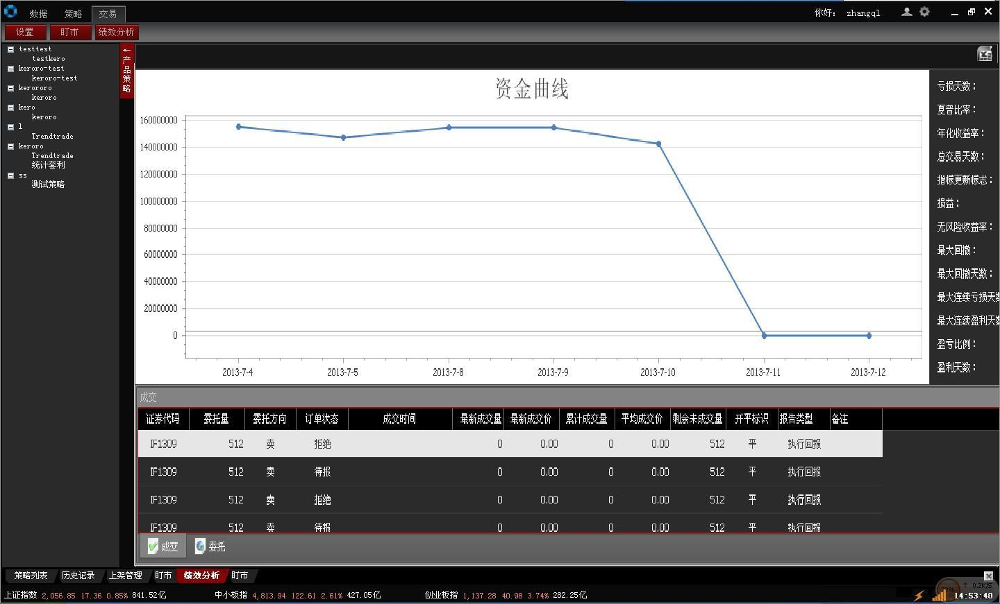 数据 策略 交易 你好: zhangql
设置 盯市 绩效分析
testtest
testkero
keroro-test
keroro-test
kerororo
keroro
kero
keroro
l
Trendtrade
keroro
Trendtrade
统计套利
ss
测试策略
←产品策略
资金曲线
160000000
140000000
120000000
100000000
80000000
60000000
40000000
20000000
0
2013-7-4 2013-7-5 2013-7-8 2013-7-9 2013-7-10 2013-7-11 2013-7-12
亏损天数:
夏普比率:
年化收益率:
总交易天数:
指标更新标志:
损益:
无风险收益率:
最大回撤:
最大回撤天数:
最大连续亏损天数
最大连续盈利天数
盈亏比例:
盈利天数:
成交
证券代码 委托量 委托方向 订单状态 成交时间 最新成交量 最新成交价 累计成交量 平均成交价 剩余未成交量 开平标识 报告类型 备注
IF1309 512 卖 拒绝 0 0.00 0 0.00 512 平 执行回报
IF1309 512 卖 待报 0 0.00 0 0.00 512 平 执行回报
IF1309 512 卖 拒绝 0 0.00 0 0.00 512 平 执行回报
IF1309 512 卖 待报 0 0.00 0 0.00 512 平 执行回报
成交 委托
策略列表 历史记录 上架管理 盯市 绩效分析 盯市
上证指数 2,056.85 17.36 0.85% 841.52亿 中小板指 4,813.94 122.61 2.61% 427.05亿 创业板指 1,137.28 40.98 3.74% 282.25亿
0.2K/S
14:53:40